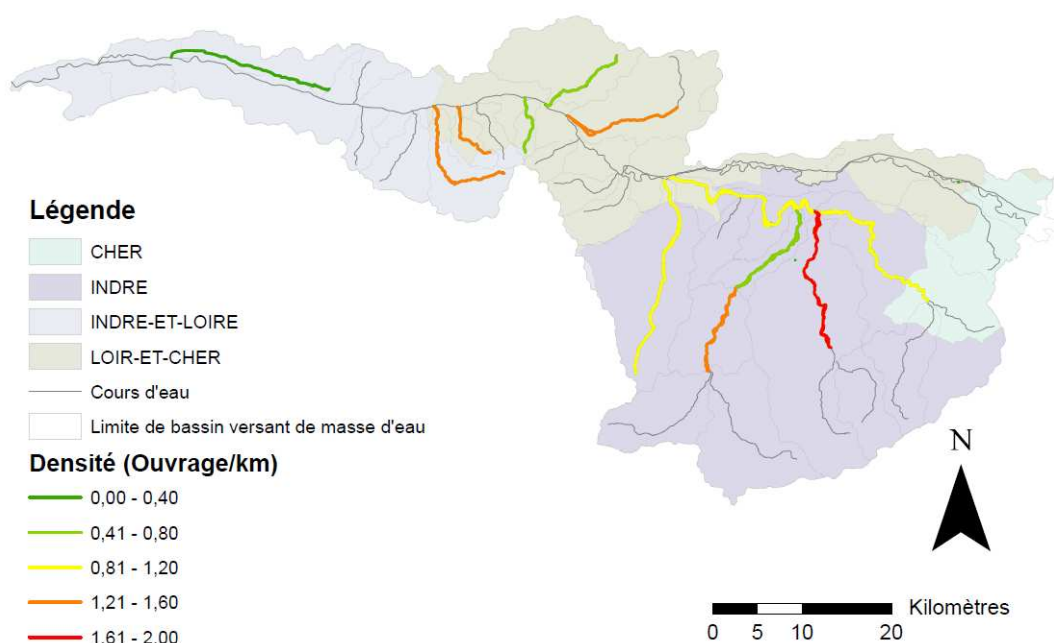 Légende
CHER
INDRE
INDRE-ET-LOIRE
LOIR-ET-CHER
Cours d'eau
Limite de bassin versant de masse d'eau
Densité (Ouvrage/km)
0,00 - 0,40
0,41 - 0,80
0,81 - 1,20
1,21 - 1,60
1,61 - 2,00
N
Kilomètres
0 5 10 20